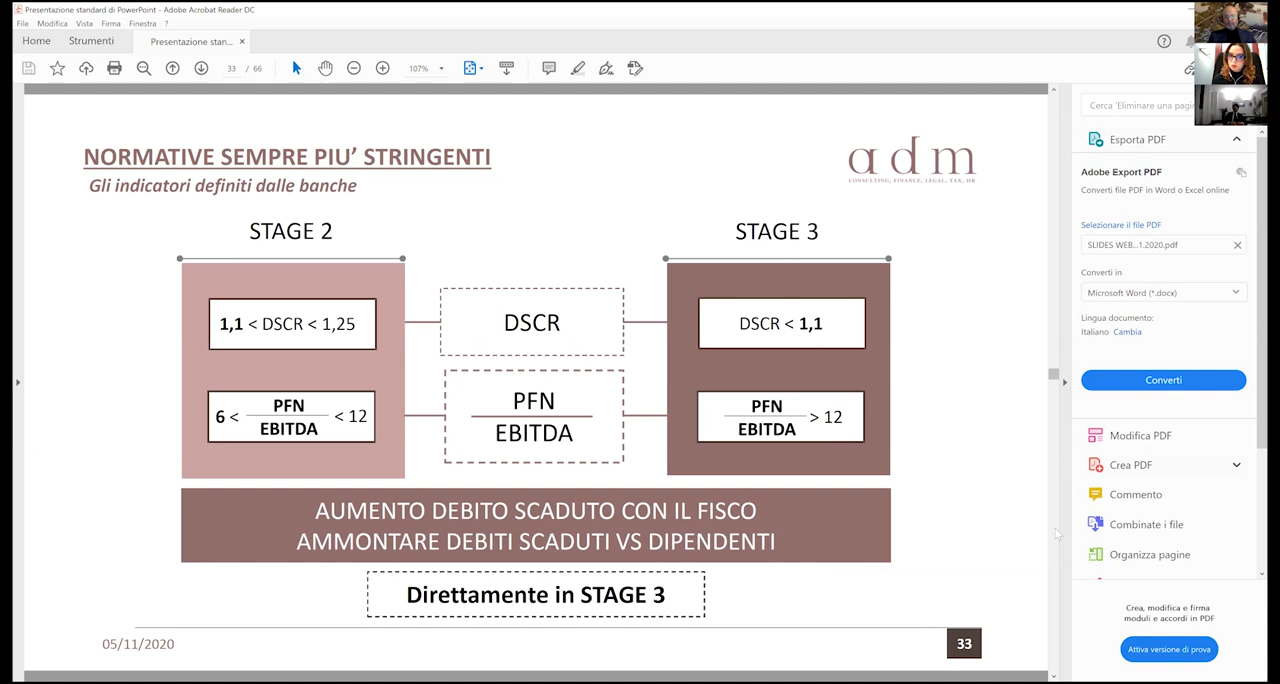 Presentazione standard di PowerPoint - Adobe Acrobat Reader DC
File Modifica Vista Firma Finestra ?
Home Strumenti Presentazione stan... ×
33 / 66 107%
Cerca 'Eliminare una pagin
Esporta PDF
Adobe Export PDF
Converti file PDF in Word o Excel online
Selezionare il file PDF
SLIDES WEB...1.2020.pdf
Converti in
Microsoft Word (*.docx)
Lingua documento:
Italiano Cambia
Converti
Modifica PDF
Crea PDF
Commento
Combinate i file
Organizza pagine
Crea, modifica e firma
moduli e accordi in PDF
Attiva versione di prova
NORMATIVE SEMPRE PIU’ STRINGENTI
Gli indicatori definiti dalle banche
adm
CONSULTING, FINANCE, LEGAL, TAX, HR
STAGE 2
STAGE 3
1,1 < DSCR < 1,25
DSCR
DSCR < 1,1
6 < PFN / EBITDA < 12
PFN
EBITDA
PFN / EBITDA > 12
AUMENTO DEBITO SCADUTO CON IL FISCO
AMMONTARE DEBITI SCADUTI VS DIPENDENTI
Direttamente in STAGE 3
05/11/2020
33